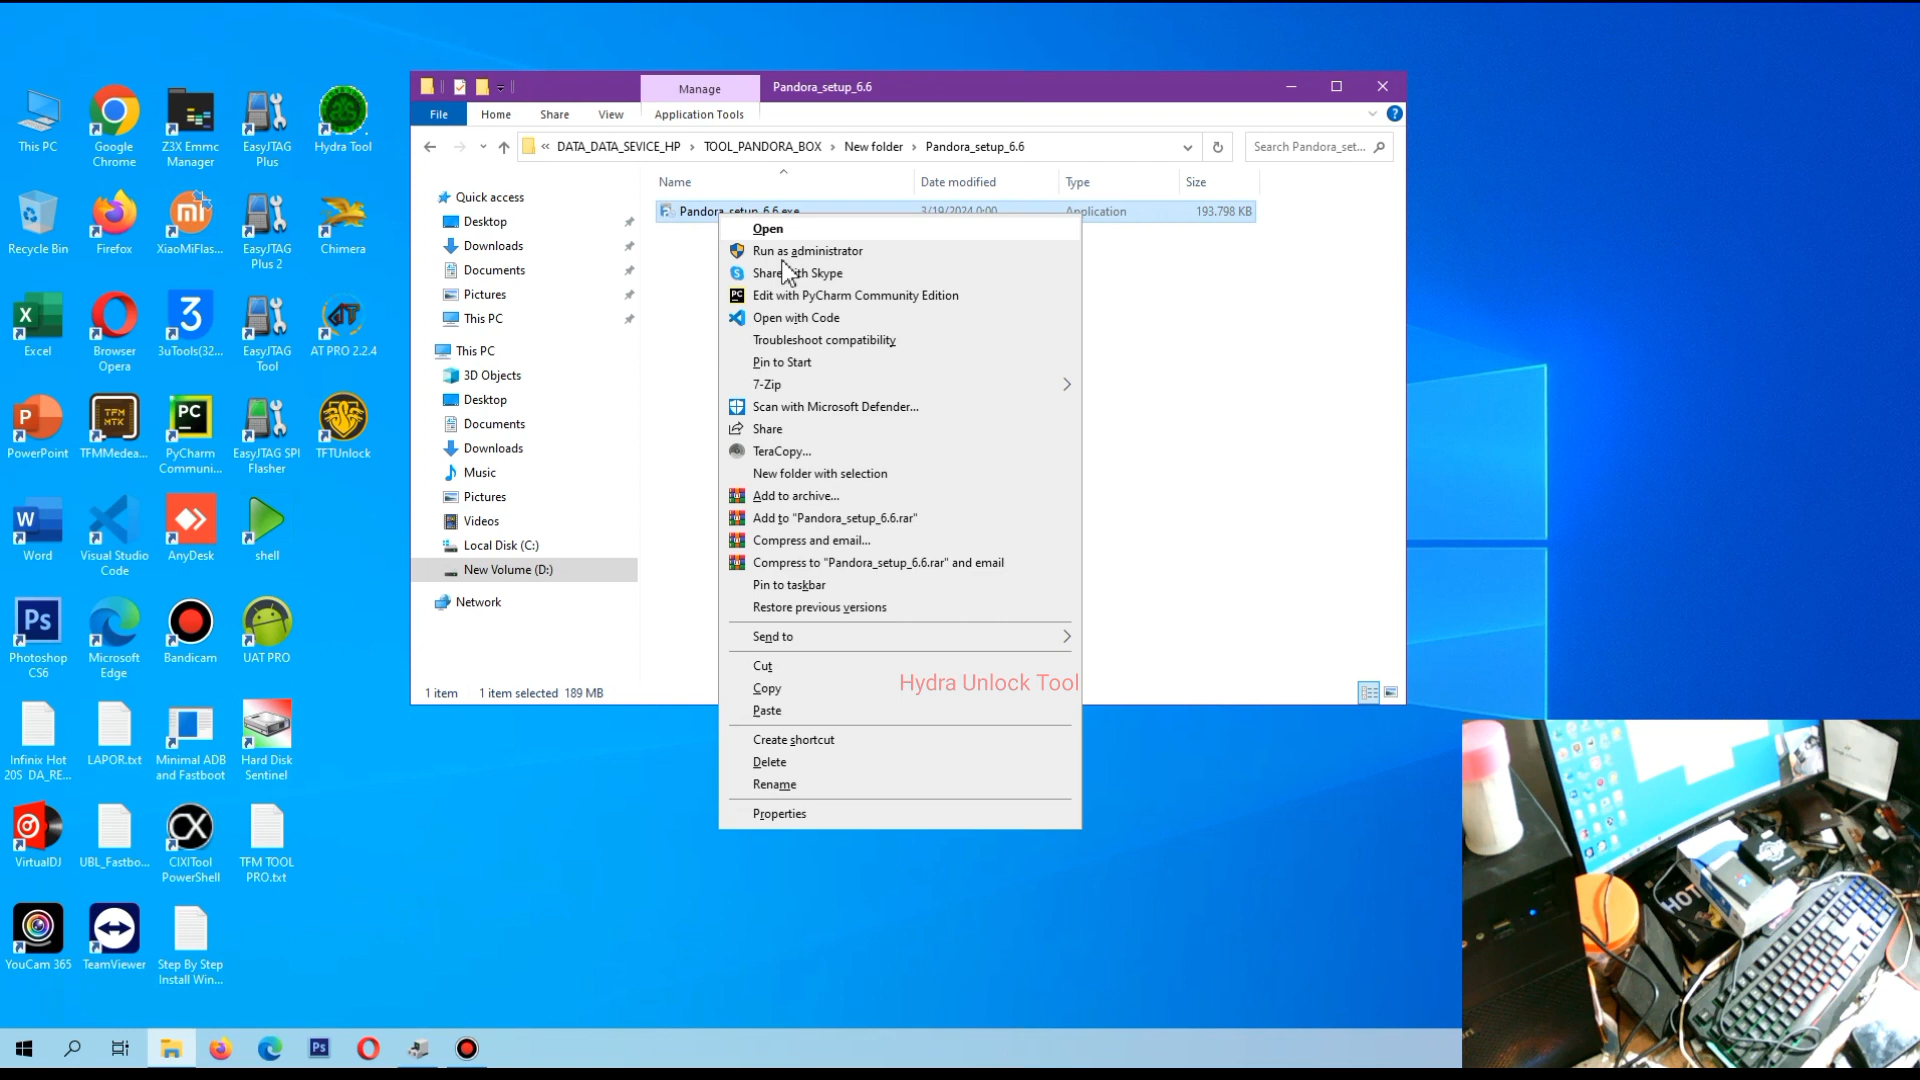 Manage
Pandora_setup_6.6
File
Home
Share
View
Application Tools
« DATA_DATA_SEVICE_HP › TOOL_PANDORA_BOX › New folder › Pandora_setup_6.6
Search Pandora_set...
Name
Date modified
Type
Size
Pandora_setup_6.6.exe
3/19/2024 0:00
Application
193.798 KB
Quick access
Desktop
Downloads
Documents
Pictures
This PC
This PC
3D Objects
Desktop
Documents
Downloads
Music
Pictures
Videos
Local Disk (C:)
New Volume (D:)
Network
1 item
1 item selected 189 MB
Open
Run as administrator
Share with Skype
Edit with PyCharm Community Edition
Open with Code
Troubleshoot compatibility
Pin to Start
7-Zip
Scan with Microsoft Defender...
Share
TeraCopy...
New folder with selection
Add to archive...
Add to "Pandora_setup_6.6.rar"
Compress and email...
Compress to "Pandora_setup_6.6.rar" and email
Pin to taskbar
Restore previous versions
Send to
Cut
Copy
Paste
Create shortcut
Delete
Rename
Properties
Hydra Unlock Tool
This PC
Google
Chrome
Z3X Emmc
Manager
EasyJTAG
Plus
Hydra Tool
Recycle Bin
Firefox
XiaoMiFlas...
EasyJTAG
Plus 2
Chimera
Excel
Browser
Opera
3uTools(32...
EasyJTAG
Tool
AT PRO 2.2.4
PowerPoint
TFMMedea...
PyCharm
Communi...
EasyJTAG SPI
Flasher
TFTUnlock
Word
Visual Studio
Code
AnyDesk
shell
Photoshop
CS6
Microsoft
Edge
Bandicam
UAT PRO
Infinix Hot
20S DA_RE...
LAPOR.txt
Minimal ADB
and Fastboot
Hard Disk
Sentinel
VirtualDJ
UBL_Fastbo...
CIXITool
PowerShell
TFM TOOL
PRO.txt
YouCam 365
TeamViewer
Step By Step
Install Win...
HOT